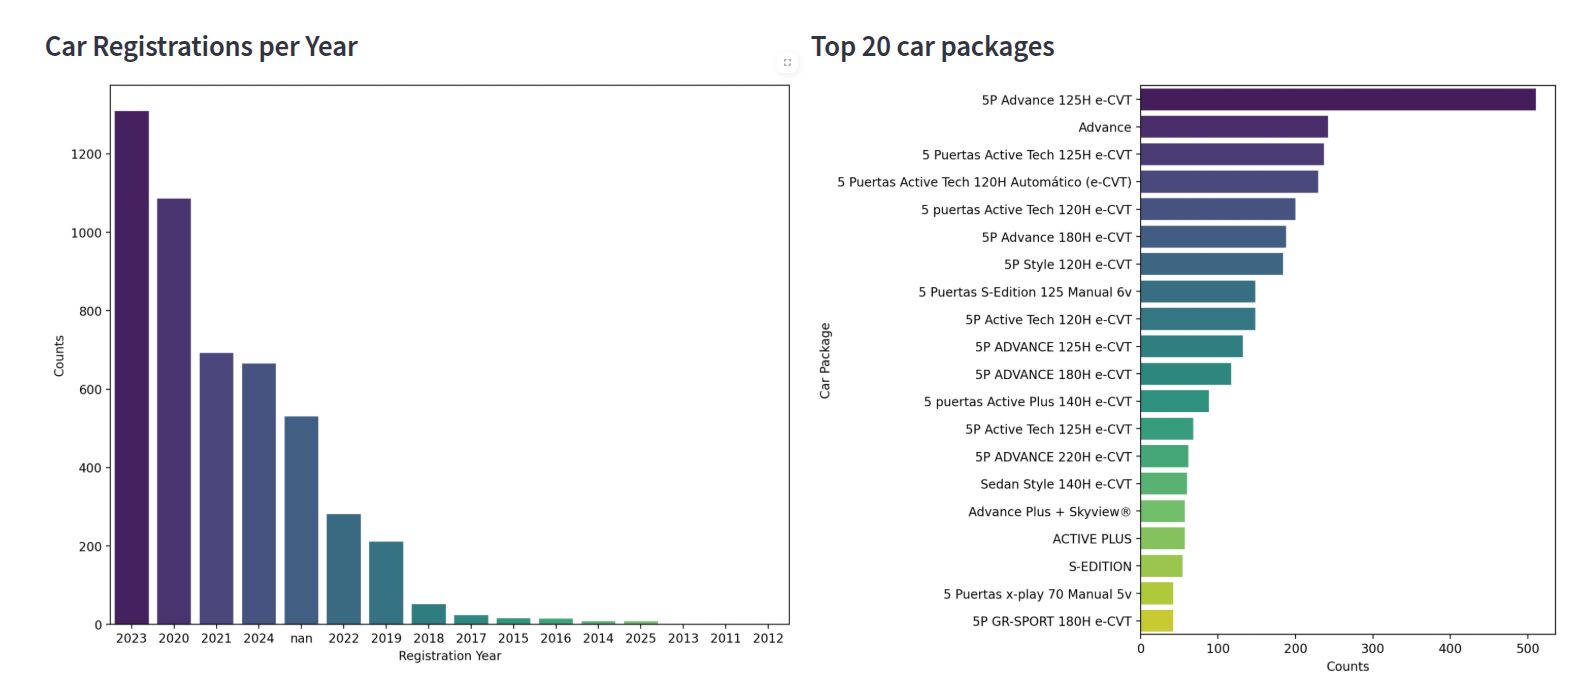 Car Registrations per Year
1200
1000
800
600
400
200
0
Counts
2023 2020 2021 2024 nan 2022 2019 2018 2017 2015 2016 2014 2025 2013 2011 2012
Registration Year
Top 20 car packages
Car Package
5P Advance 125H e-CVT
Advance
5 Puertas Active Tech 125H e-CVT
5 Puertas Active Tech 120H Automático (e-CVT)
5 puertas Active Tech 120H e-CVT
5P Advance 180H e-CVT
5P Style 120H e-CVT
5 Puertas S-Edition 125 Manual 6v
5P Active Tech 120H e-CVT
5P ADVANCE 125H e-CVT
5P ADVANCE 180H e-CVT
5 puertas Active Plus 140H e-CVT
5P Active Tech 125H e-CVT
5P ADVANCE 220H e-CVT
Sedan Style 140H e-CVT
Advance Plus + Skyview®
ACTIVE PLUS
S-EDITION
5 Puertas x-play 70 Manual 5v
5P GR-SPORT 180H e-CVT
0 100 200 300 400 500
Counts